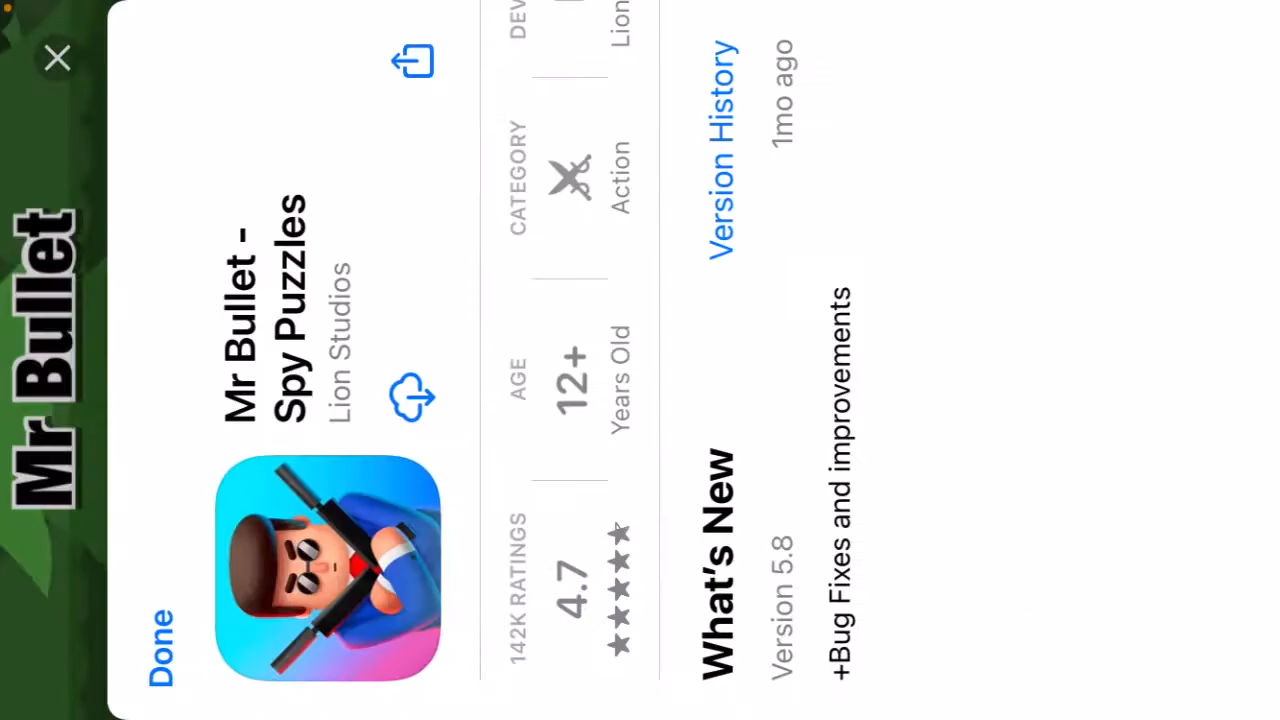 Mr Bullet
Done
Mr Bullet -
Spy Puzzles
Lion Studios
142K RATINGS
4.7
AGE
12+
Years Old
CATEGORY
Action
DEV
Lion
What's New
Version History
Version 5.8
1mo ago
+Bug Fixes and improvements